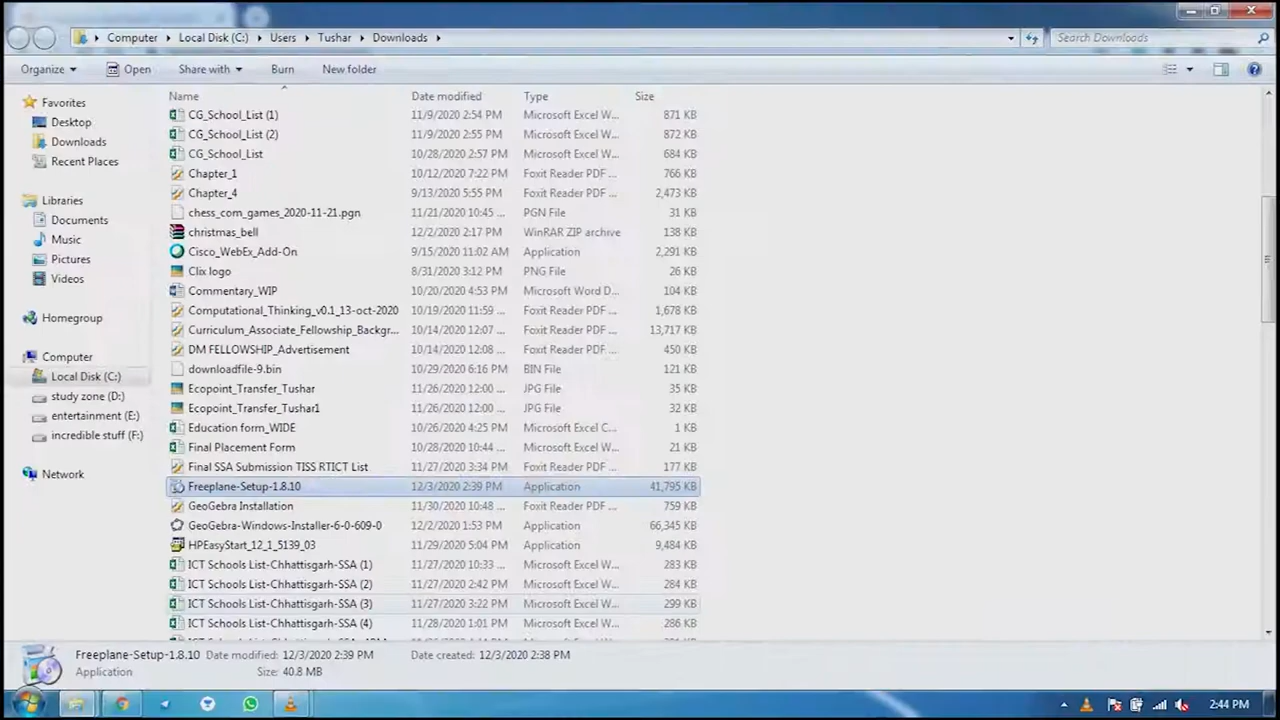 Computer Local Disk (C:) Users Tushar Downloads Search Downloads
Organize Open Share with Burn New folder
Name Date modified Type Size
Favorites
Desktop
Downloads
Recent Places
Libraries
Documents
Music
Pictures
Videos
Homegroup
Computer
Local Disk (C:)
study zone (D:)
entertainment (E:)
incredible stuff (F:)
Network
CG_School_List (1) 11/9/2020 2:54 PM Microsoft Excel W... 871 KB
CG_School_List (2) 11/9/2020 2:55 PM Microsoft Excel W... 872 KB
CG_School_List 10/28/2020 2:57 PM Microsoft Excel W... 684 KB
Chapter_1 10/12/2020 7:22 PM Foxit Reader PDF ... 766 KB
Chapter_4 9/13/2020 5:55 PM Foxit Reader PDF ... 2,473 KB
chess_com_games_2020-11-21.pgn 11/21/2020 10:45 ... PGN File 31 KB
christmas_bell 12/2/2020 2:17 PM WinRAR ZIP archive 138 KB
Cisco_WebEx_Add-On 9/15/2020 11:02 AM Application 2,291 KB
Clix logo 8/31/2020 3:12 PM PNG File 26 KB
Commentary_WIP 10/20/2020 4:53 PM Microsoft Word D... 104 KB
Computational_Thinking_v0.1_13-oct-2020 10/19/2020 11:59 ... Foxit Reader PDF ... 1,678 KB
Curriculum_Associate_Fellowship_Backgr... 10/14/2020 12:07 ... Foxit Reader PDF ... 13,717 KB
DM FELLOWSHIP_Advertisement 10/14/2020 12:08 ... Foxit Reader PDF ... 450 KB
downloadfile-9.bin 10/29/2020 6:16 PM BIN File 121 KB
Ecopoint_Transfer_Tushar 11/26/2020 12:00 ... JPG File 35 KB
Ecopoint_Transfer_Tushar1 11/26/2020 12:00 ... JPG File 32 KB
Education form_WIDE 10/26/2020 4:25 PM Microsoft Excel C... 1 KB
Final Placement Form 10/28/2020 10:44 ... Microsoft Excel W... 21 KB
Final SSA Submission TISS RTICT List 11/27/2020 3:34 PM Foxit Reader PDF ... 177 KB
Freeplane-Setup-1.8.10 12/3/2020 2:39 PM Application 41,795 KB
GeoGebra Installation 11/30/2020 10:48 ... Foxit Reader PDF ... 759 KB
GeoGebra-Windows-Installer-6-0-609-0 12/2/2020 1:53 PM Application 66,345 KB
HPEasyStart_12_1_5139_03 11/29/2020 5:04 PM Application 9,484 KB
ICT Schools List-Chhattisgarh-SSA (1) 11/27/2020 10:33 ... Microsoft Excel W... 283 KB
ICT Schools List-Chhattisgarh-SSA (2) 11/27/2020 2:42 PM Microsoft Excel W... 284 KB
ICT Schools List-Chhattisgarh-SSA (3) 11/27/2020 3:22 PM Microsoft Excel W... 299 KB
ICT Schools List-Chhattisgarh-SSA (4) 11/28/2020 1:01 PM Microsoft Excel W... 286 KB
Freeplane-Setup-1.8.10 Date modified: 12/3/2020 2:39 PM Date created: 12/3/2020 2:38 PM
Application Size: 40.8 MB
2:44 PM